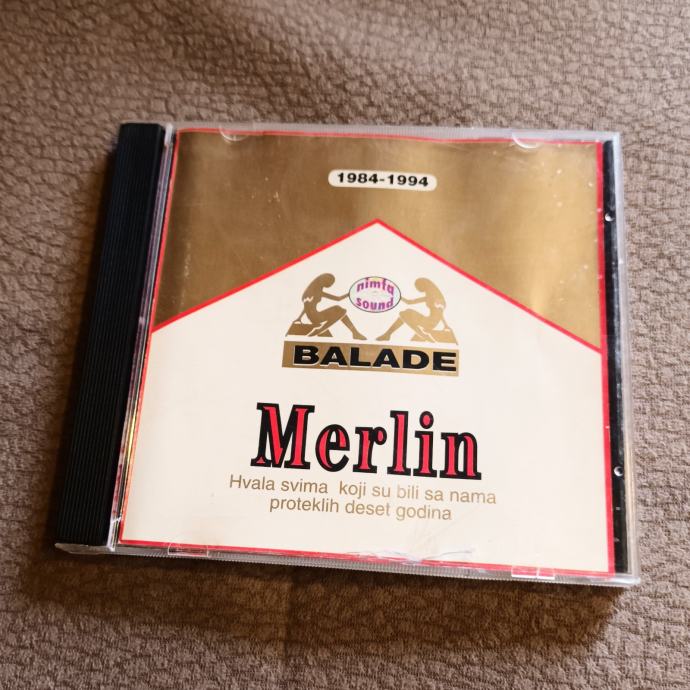 1984-1994
nimfa
sound
BALADE
Merlin
Hvala svima koji su bili sa nama
proteklih deset godina